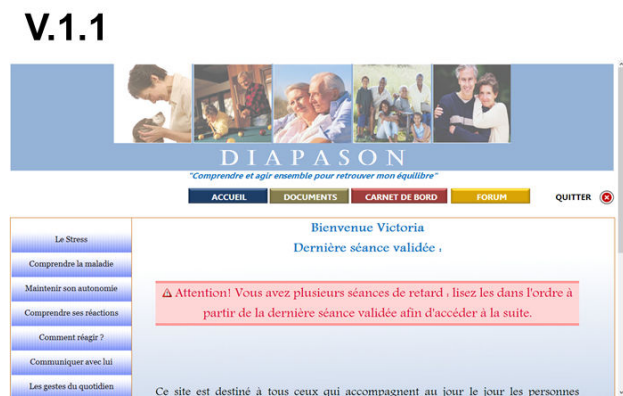 V.1.1
DIAPASON
"Comprendre et agir ensemble pour retrouver mon équilibre"
ACCUEIL
DOCUMENTS
CARNET DE BORD
FORUM
QUITTER
Le Stress
Comprendre la maladie
Maintenir son autonomie
Comprendre ses réactions
Comment réagir ?
Communiquer avec lui
Les gestes du quotidien
Bienvenue Victoria
Dernière séance validée :
Attention! Vous avez plusieurs séances de retard : lisez les dans l'ordre à
partir de la dernière séance validée afin d'accéder à la suite.
Ce site est destiné à tous ceux qui accompagnent au jour le jour les personnes